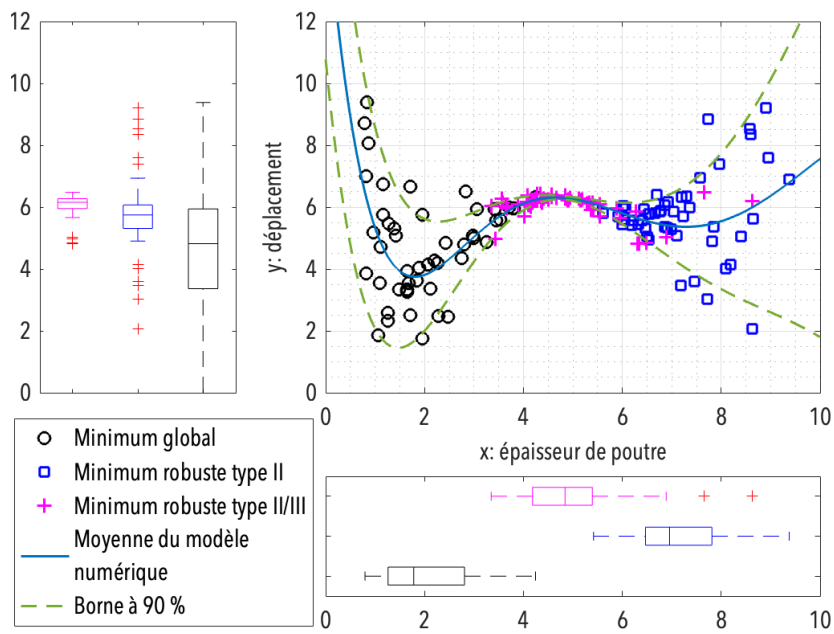 12
10
8
6
4
2
0
y: déplacement
12
10
8
6
4
2
0
0 2 4 6 8 10
x: épaisseur de poutre
Minimum global
Minimum robuste type II
Minimum robuste type II/III
Moyenne du modèle
numérique
Borne à 90 %
0 2 4 6 8 10